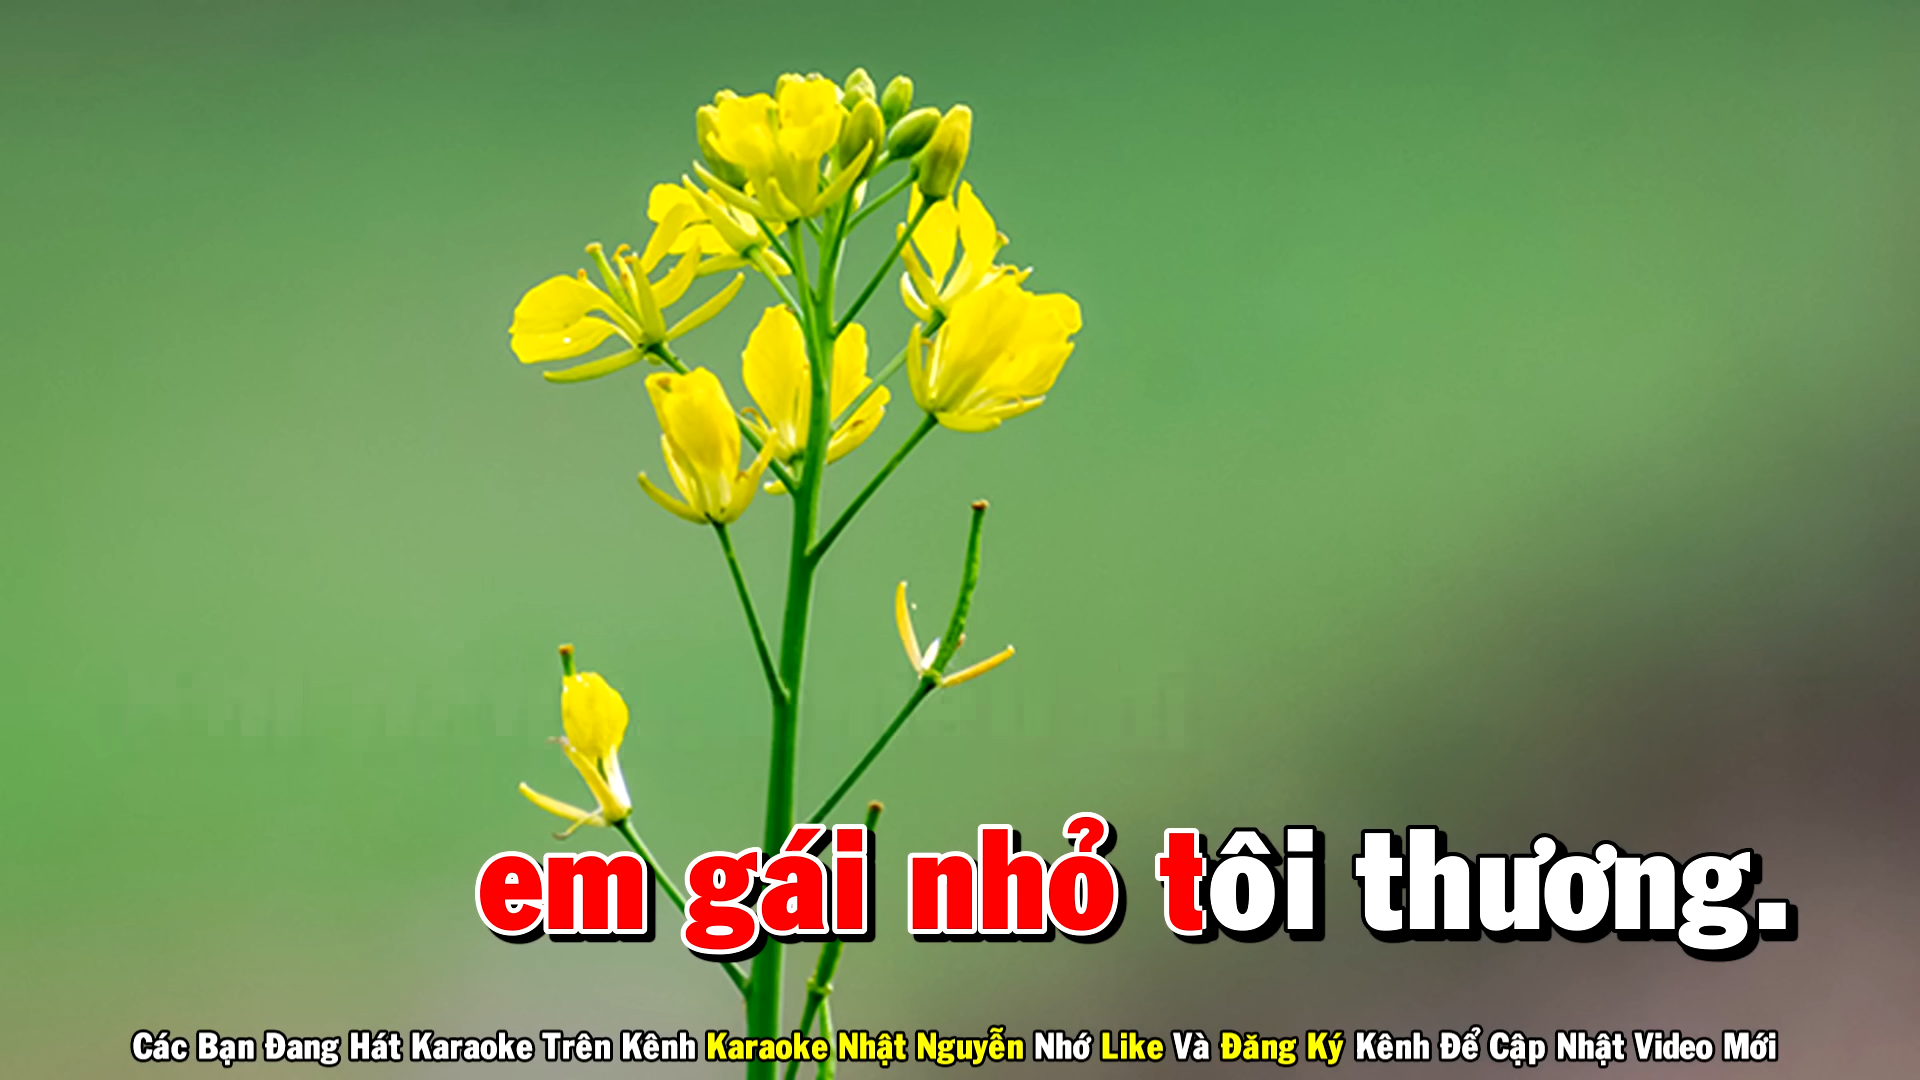 em gái nhỏ tôi thương.
Các Bạn Đang Hát Karaoke Trên Kênh Karaoke Nhật Nguyễn Nhớ Like Và Đăng Ký Kênh Để Cập Nhật Video Mới